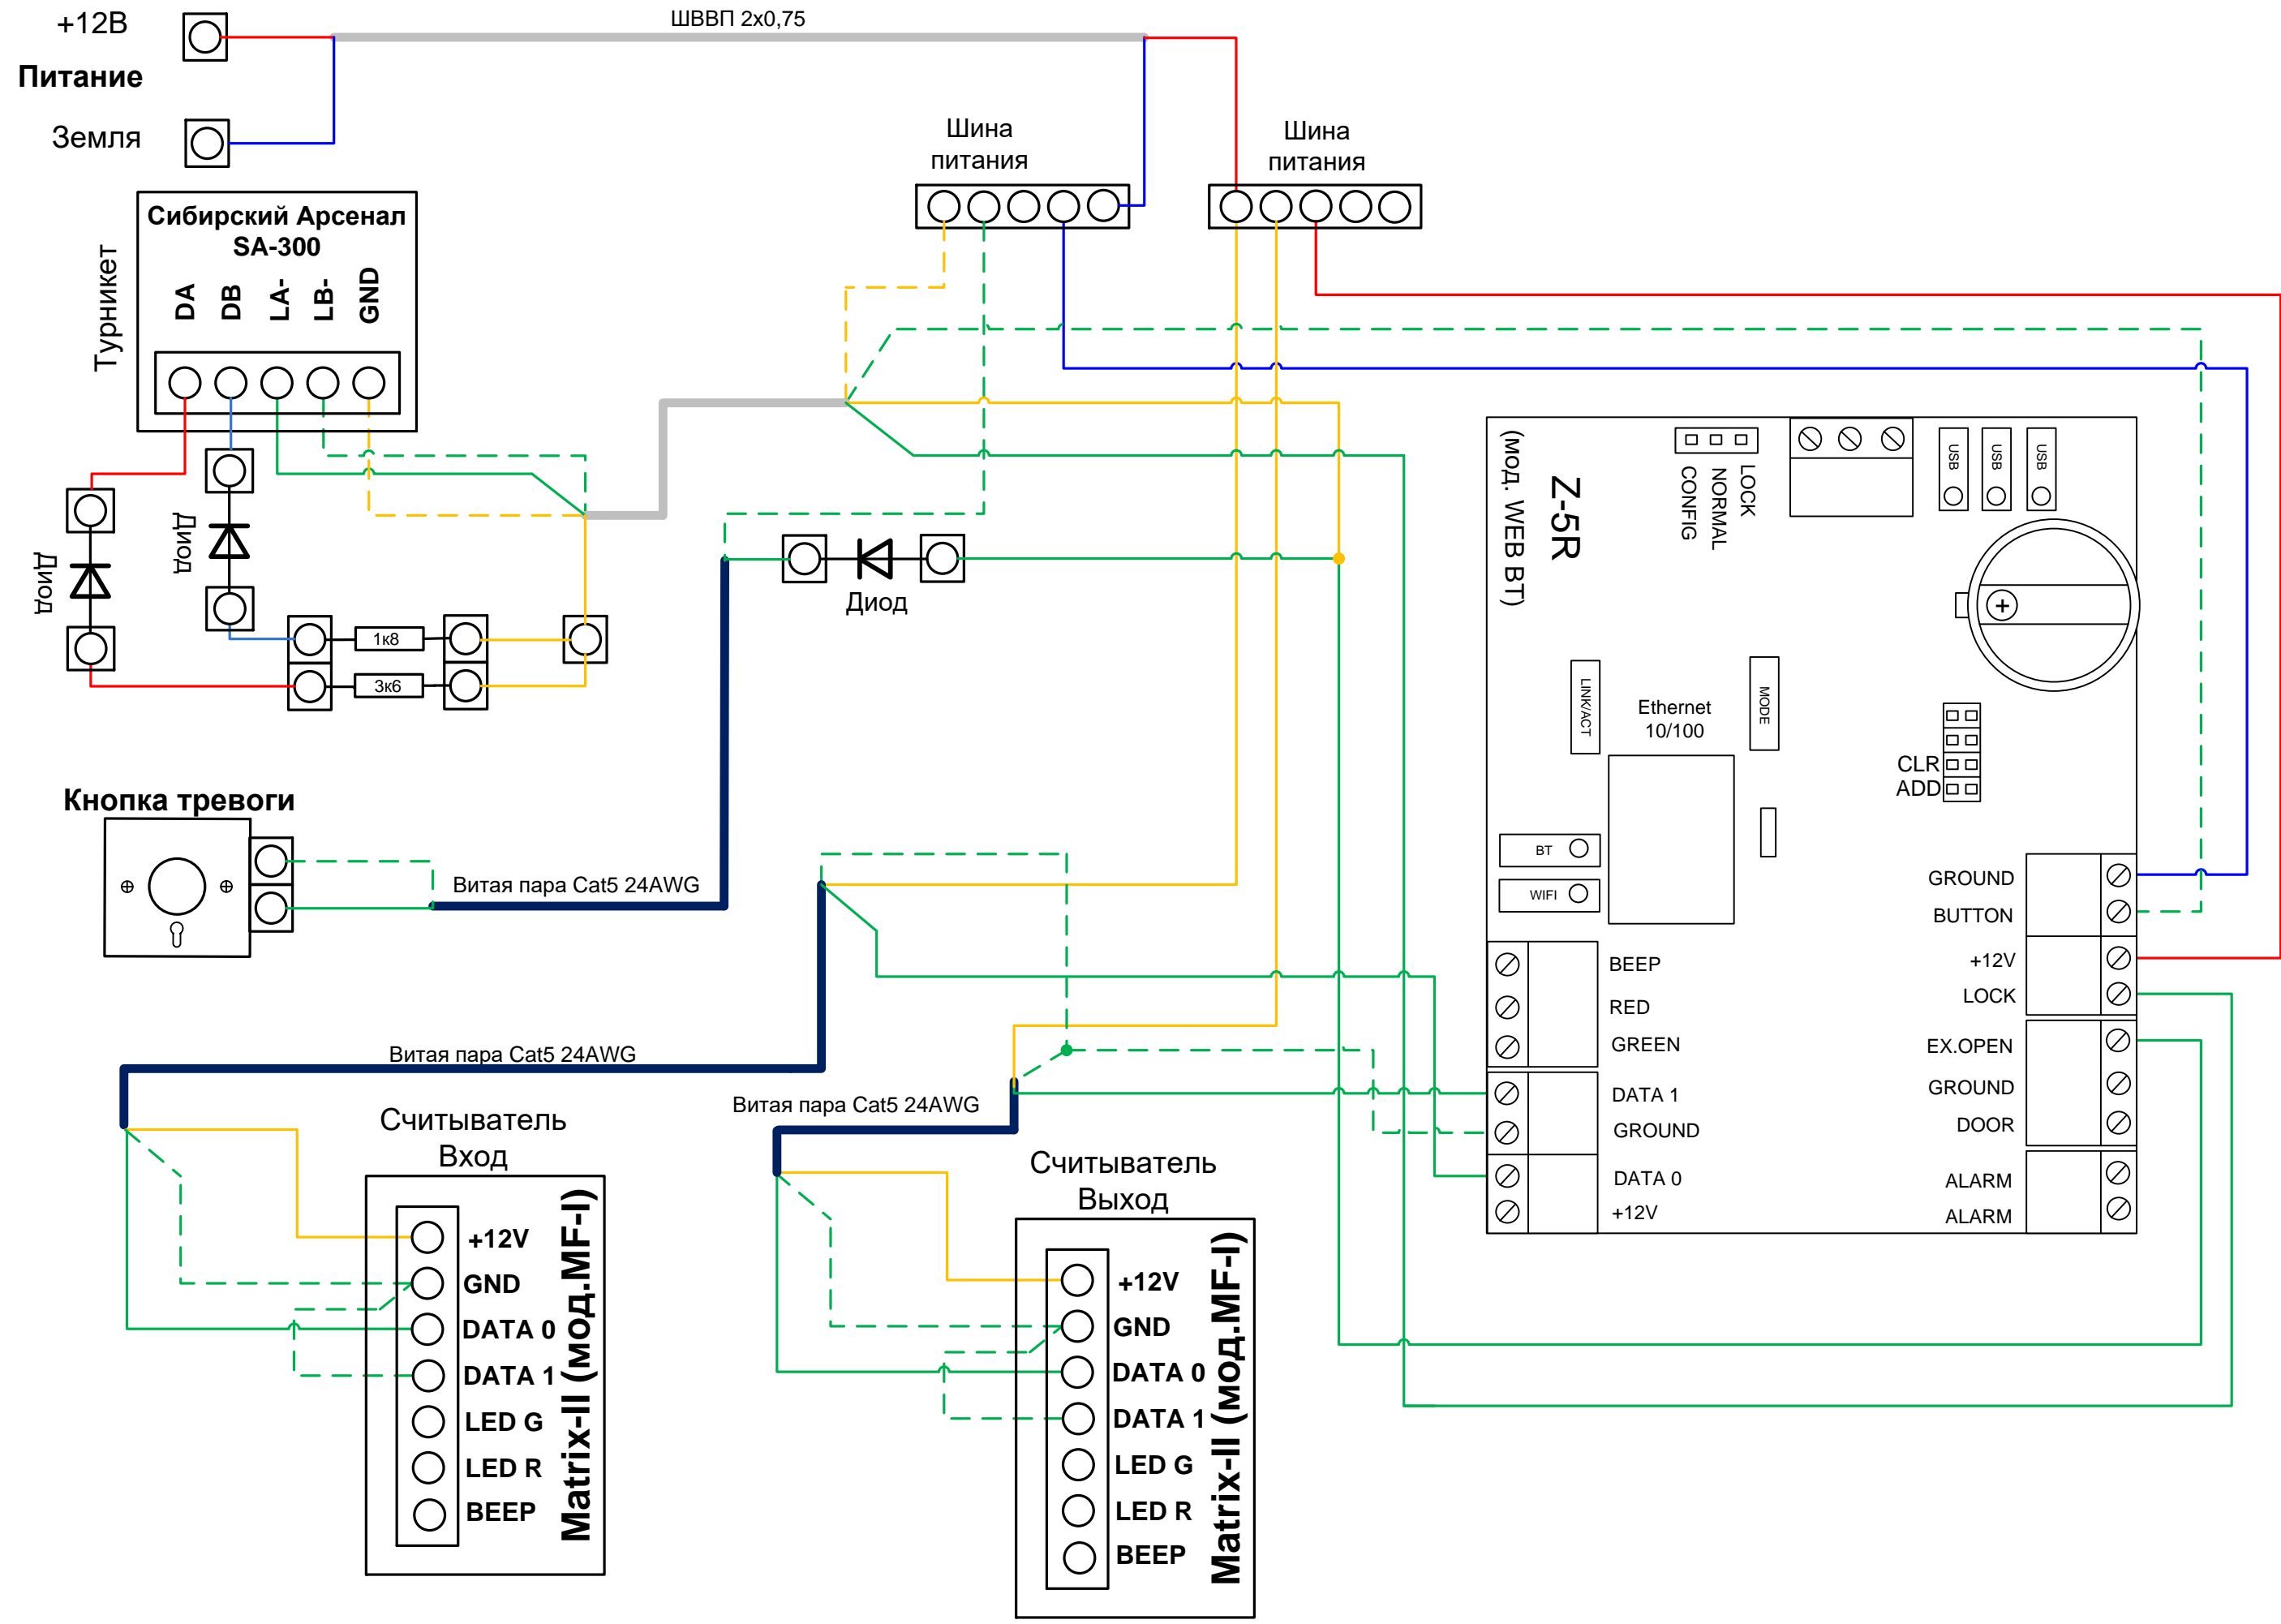 +12В
Питание
Земля
ШВВП 2х0,75
Шина
питания
Шина
питания
Турникет
Сибирский Арсенал
SA-300
DA
DB
LA-
LB-
GND
Диод
Диод
1к8
3к6
Диод
Кнопка тревоги
Витая пара Cat5 24AWG
Витая пара Cat5 24AWG
Витая пара Cat5 24AWG
Считыватель
Вход
+12V
GND
DATA 0
DATA 1
LED G
LED R
BEEP
Matrix-II (мод.MF-I)
Считыватель
Выход
+12V
GND
DATA 0
DATA 1
LED G
LED R
BEEP
Matrix-II (мод.MF-I)
Z-5R
(мод. WEB BT)
LOCK
NORMAL
CONFIG
USB
USB
USB
LINK/ACT
Ethernet
10/100
MODE
CLR
ADD
BT
WIFI
BEEP
RED
GREEN
DATA 1
GROUND
DATA 0
+12V
GROUND
BUTTON
+12V
LOCK
EX.OPEN
GROUND
DOOR
ALARM
ALARM